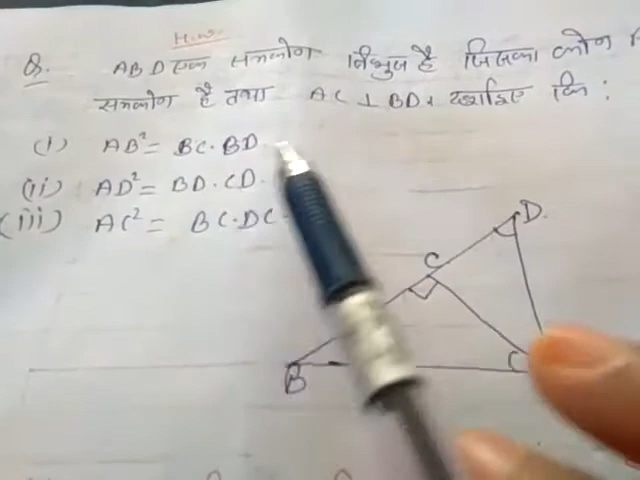 H.W.
Q. ABD एक समकोण त्रिभुज है जिसका कोण
समकोण है तथा AC ⊥ BD। दर्शाइए कि :
(i) AB² = BC·BD
(ii) AD² = BD·CD.
(iii) AC² = BC·DC.
D.
C
B
C